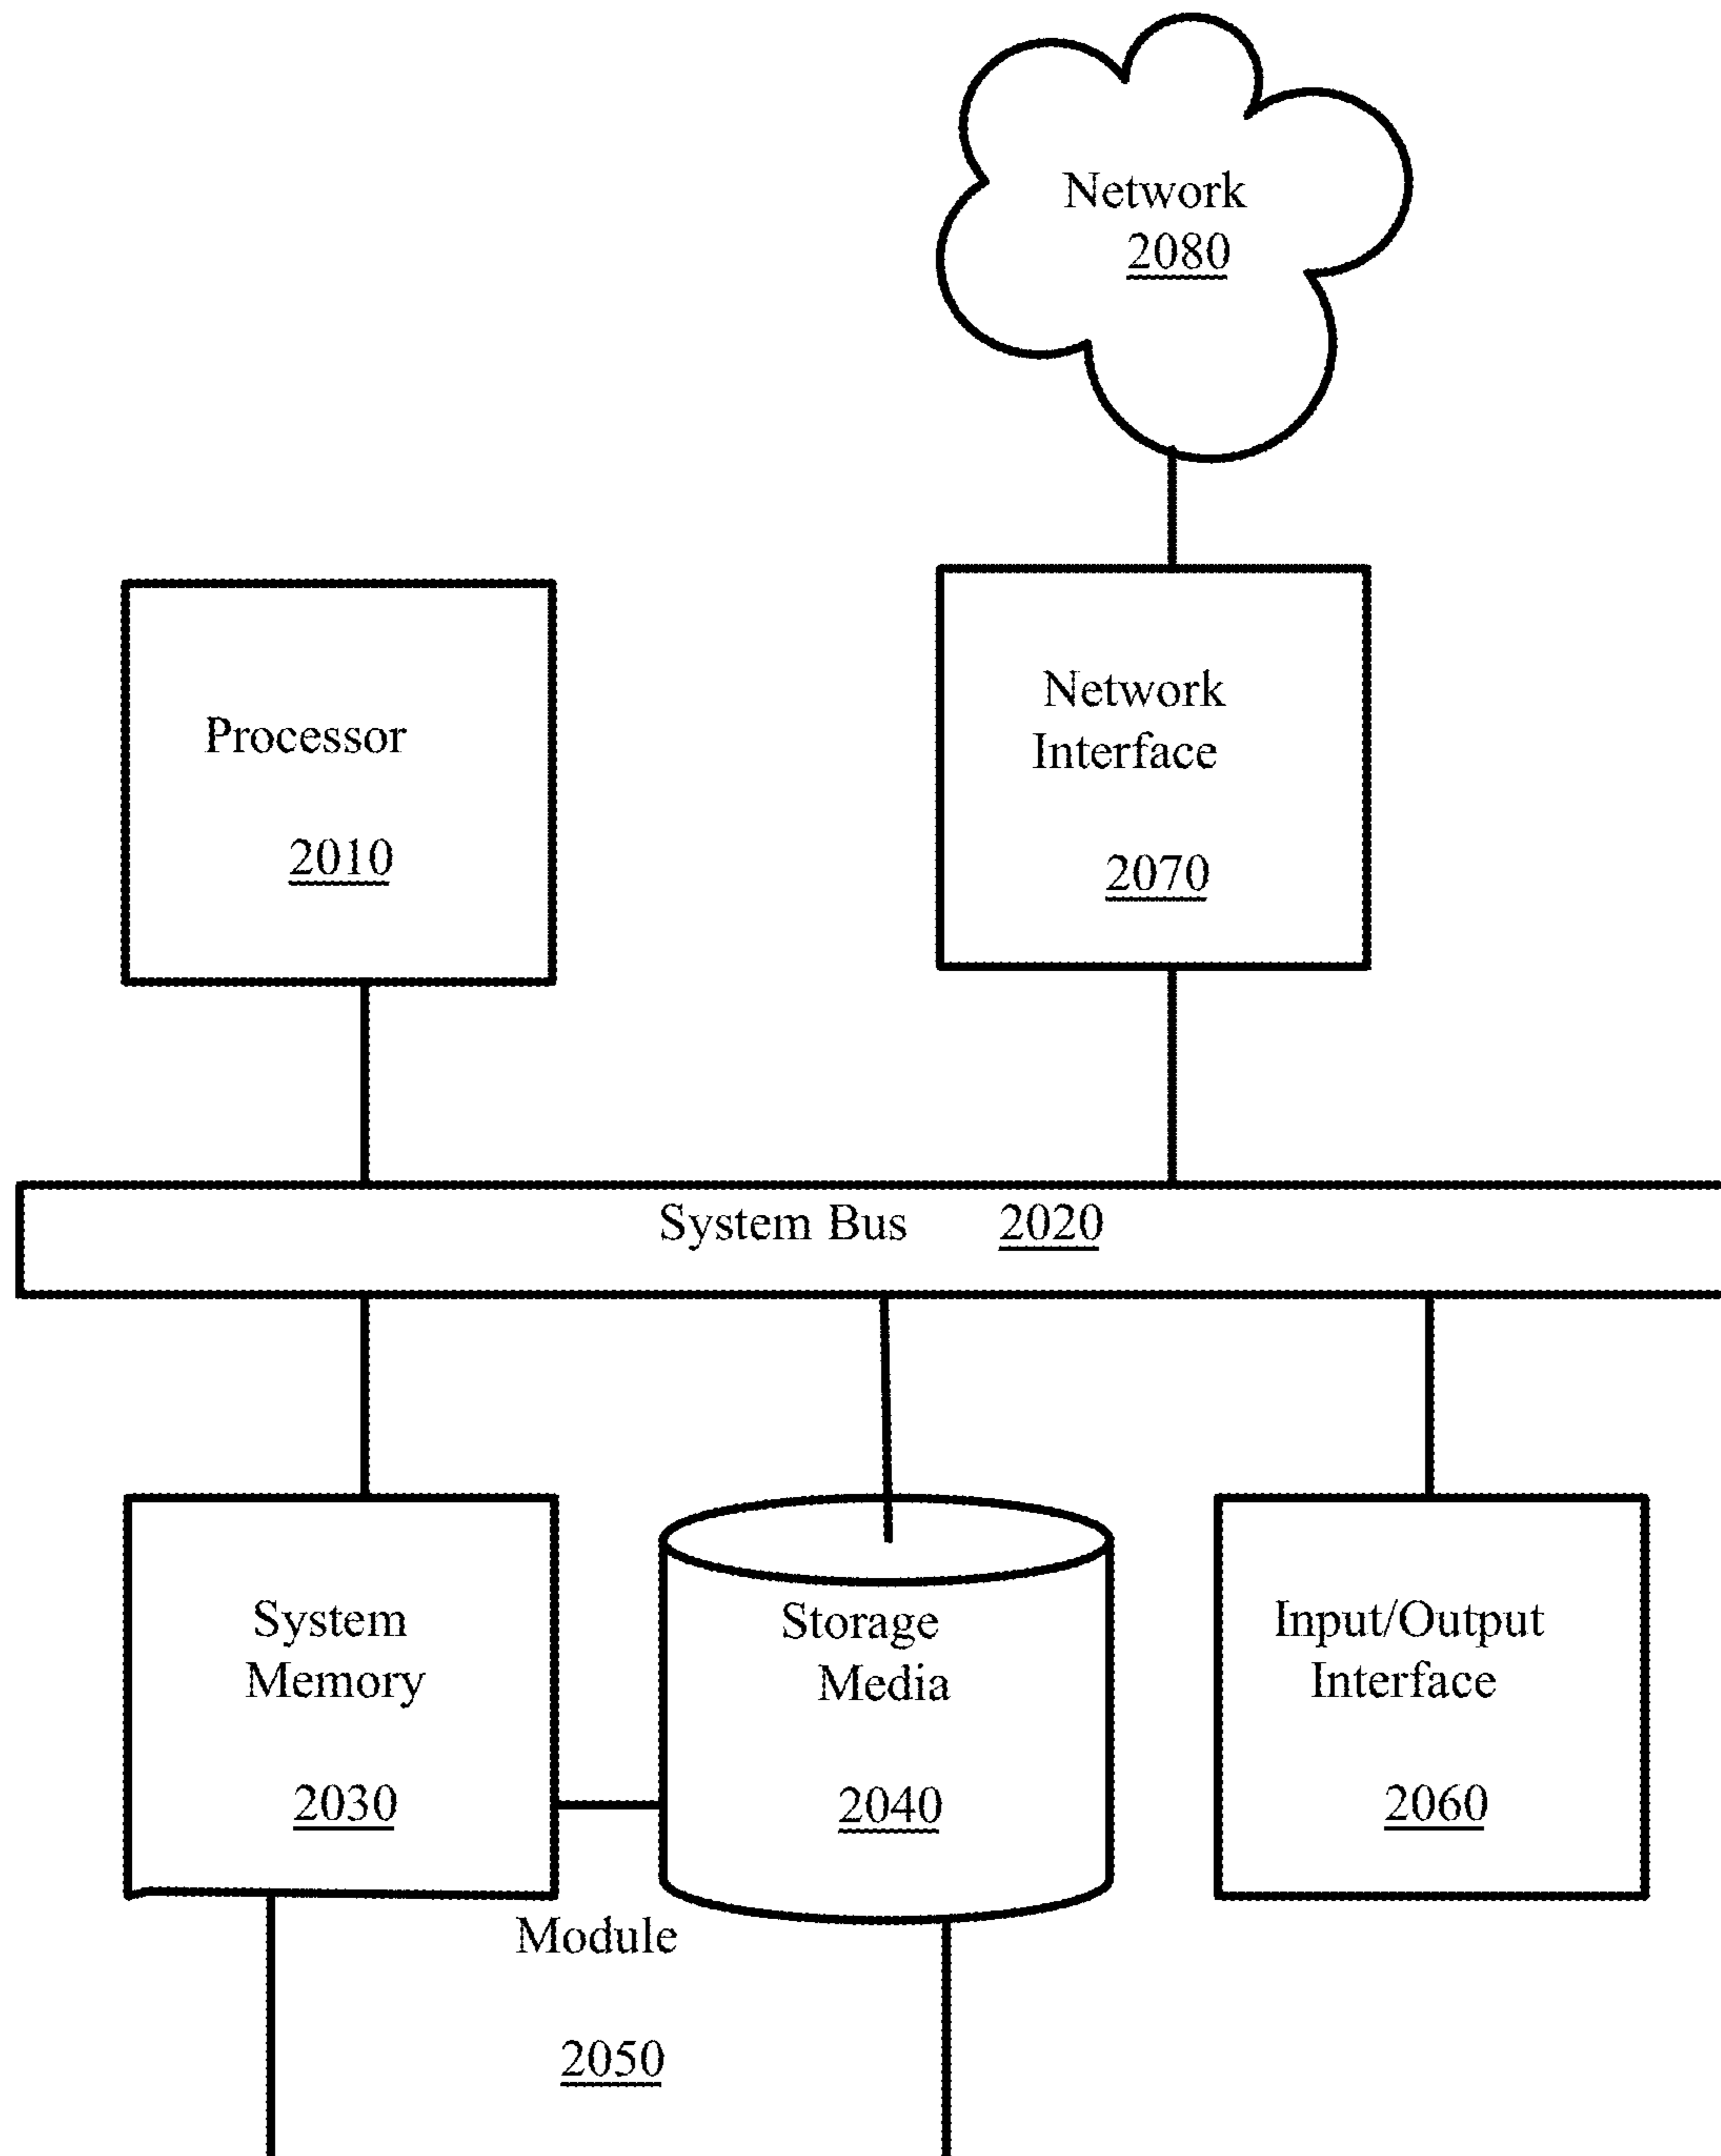 Network
2080
Processor
2010
Network
Interface
2070
System Bus 2020
System
Memory
2030
Storage
Media
2040
Input/Output
Interface
2060
Module
2050